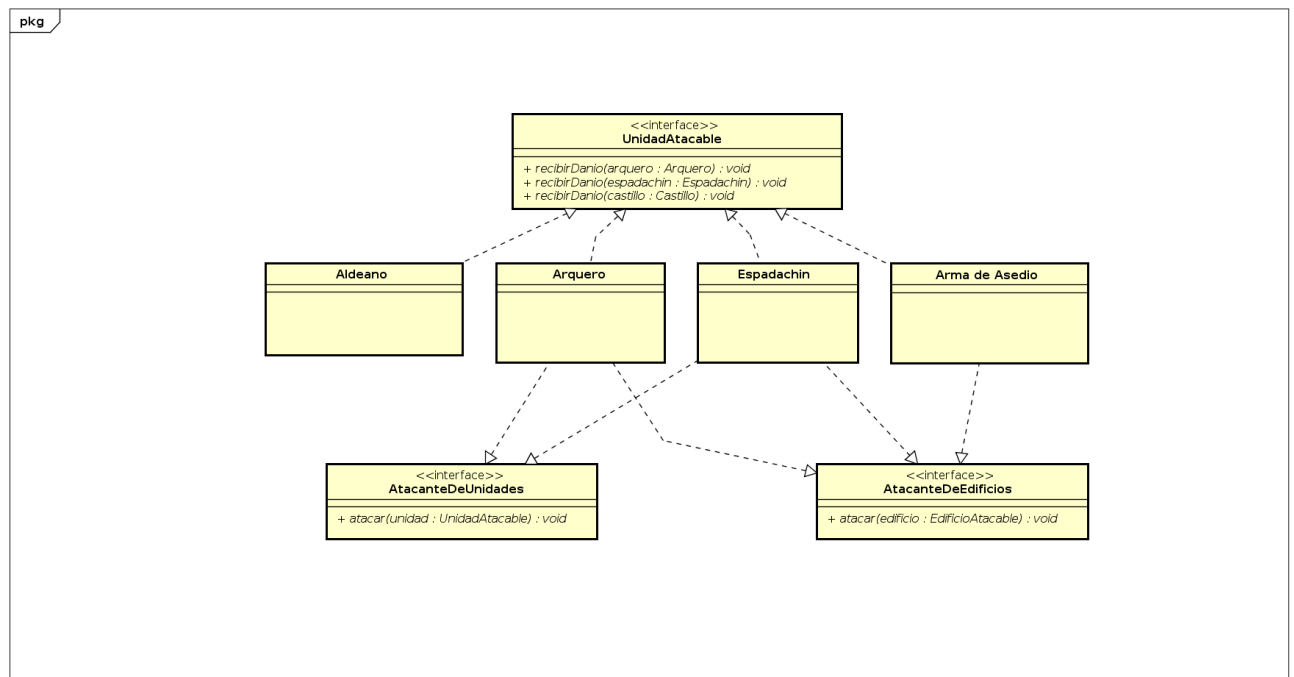 pkg
<<interface>>
UnidadAtacable
+ recibirDanio(arquero : Arquero) : void
+ recibirDanio(espadachin : Espadachin) : void
+ recibirDanio(castillo : Castillo) : void
Aldeano
Arquero
Espadachin
Arma de Asedio
<<interface>>
AtacanteDeUnidades
+ atacar(unidad : UnidadAtacable) : void
<<interface>>
AtacanteDeEdificios
+ atacar(edificio : EdificioAtacable) : void